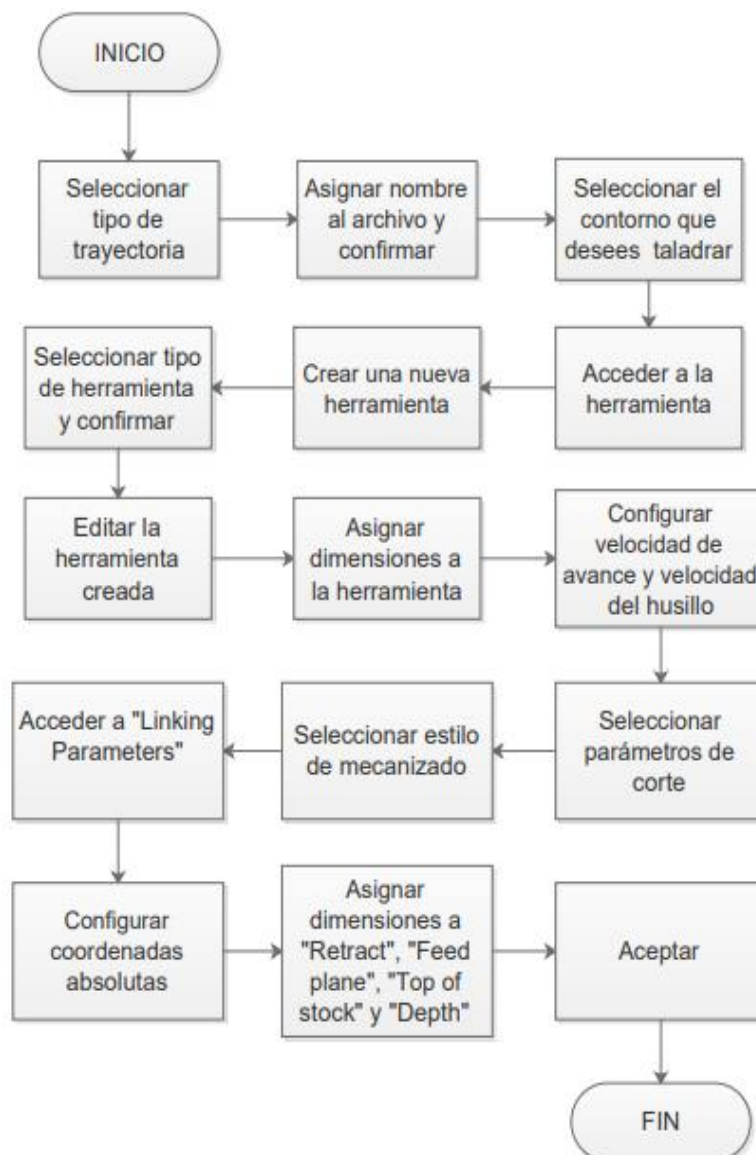 INICIO
Seleccionar
tipo de
trayectoria
Asignar nombre
al archivo y
confirmar
Seleccionar el
contorno que
desees taladrar
Acceder a la
herramienta
Crear una nueva
herramienta
Seleccionar tipo
de herramienta
y confirmar
Editar la
herramienta
creada
Asignar
dimensiones a
la herramienta
Configurar
velocidad de
avance y velocidad
del husillo
Seleccionar
parámetros de
corte
Seleccionar estilo
de mecanizado
Acceder a "Linking
Parameters"
Configurar
coordenadas
absolutas
Asignar
dimensiones a
"Retract", "Feed
plane", "Top of
stock" y "Depth"
Aceptar
FIN